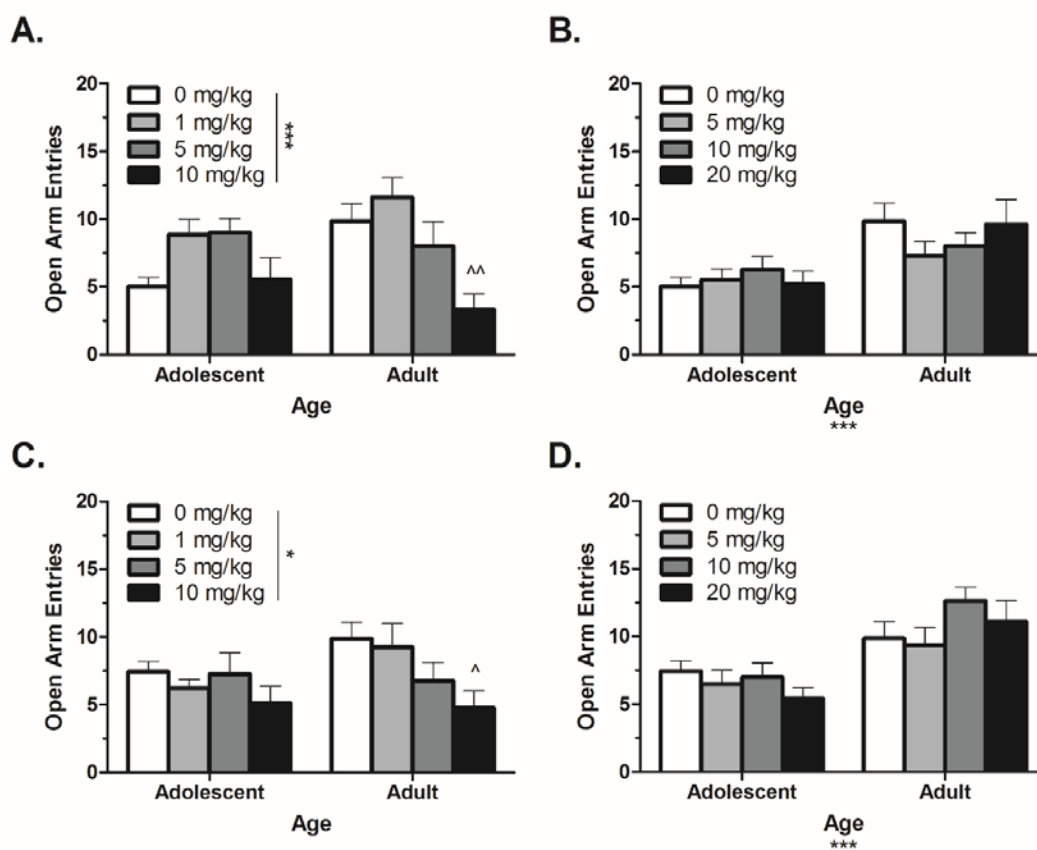 A.
B.
20
15
10
5
0
Open Arm Entries
0 mg/kg
1 mg/kg
5 mg/kg
10 mg/kg
***
^^
Adolescent
Adult
Age
20
15
10
5
0
Open Arm Entries
0 mg/kg
5 mg/kg
10 mg/kg
20 mg/kg
Adolescent
Adult
Age
***
C.
D.
20
15
10
5
0
Open Arm Entries
0 mg/kg
1 mg/kg
5 mg/kg
10 mg/kg
*
^
Adolescent
Adult
Age
20
15
10
5
0
Open Arm Entries
0 mg/kg
5 mg/kg
10 mg/kg
20 mg/kg
Adolescent
Adult
Age
***